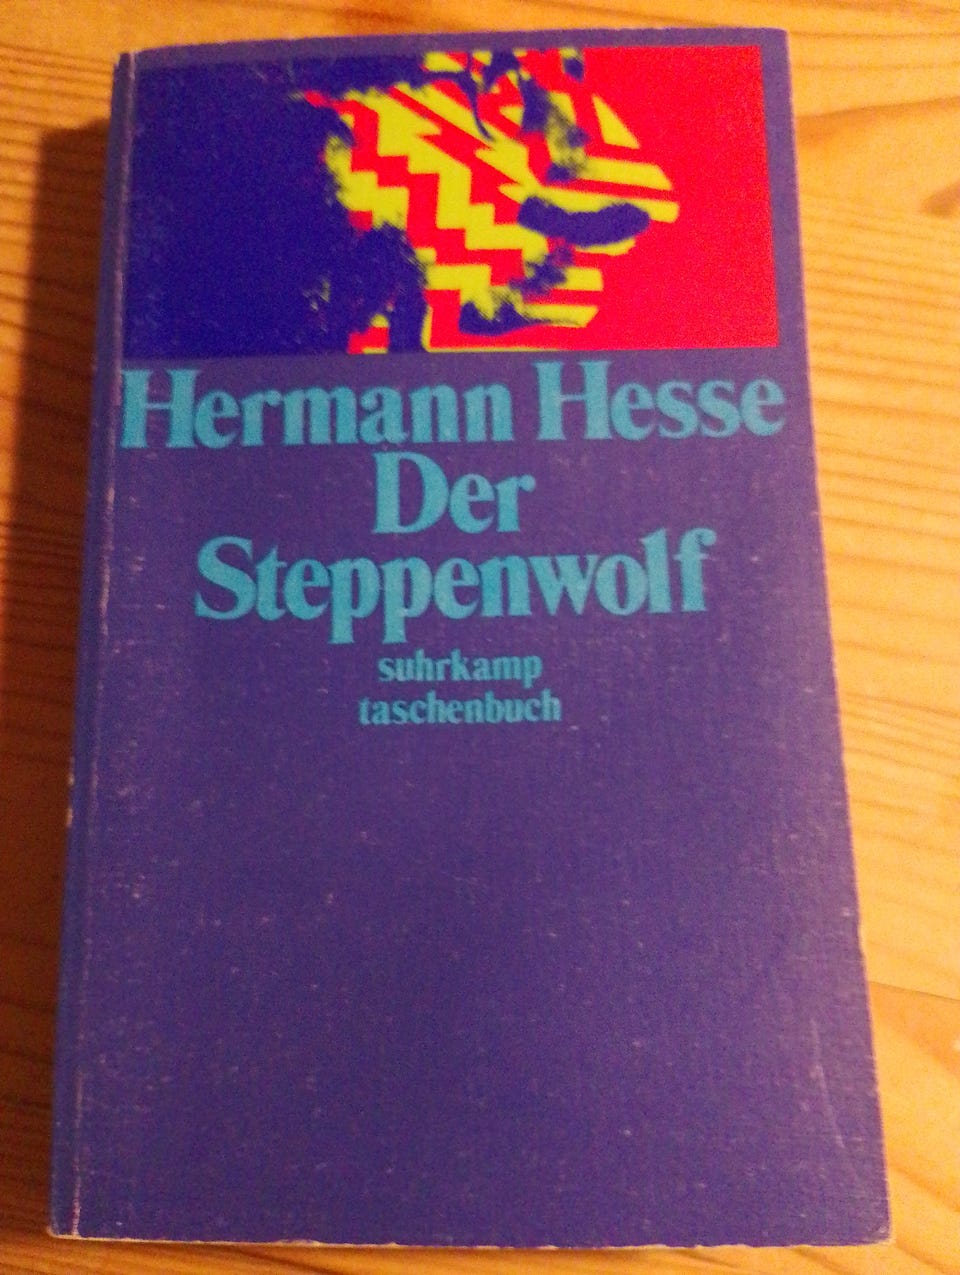 Hermann Hesse
Der
Steppenwolf
suhrkamp
taschenbuch